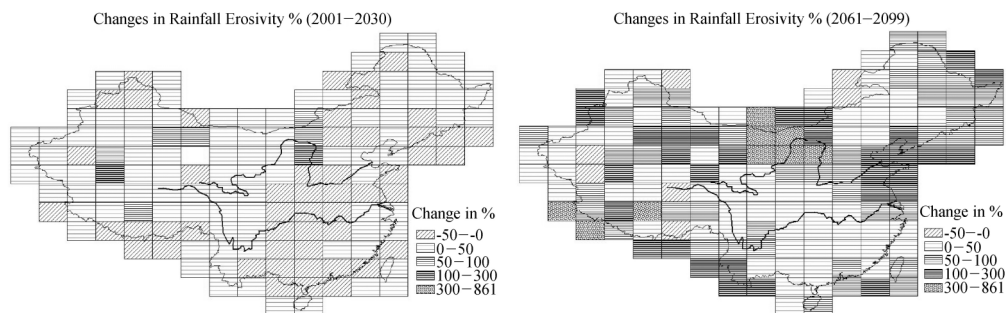 Changes in Rainfall Erosivity % (2001−2030)
Change in %
-50−-0
0−50
50−100
100−300
300−861
Changes in Rainfall Erosivity % (2061−2099)
Change in %
-50−-0
0−50
50−100
100−300
300−861